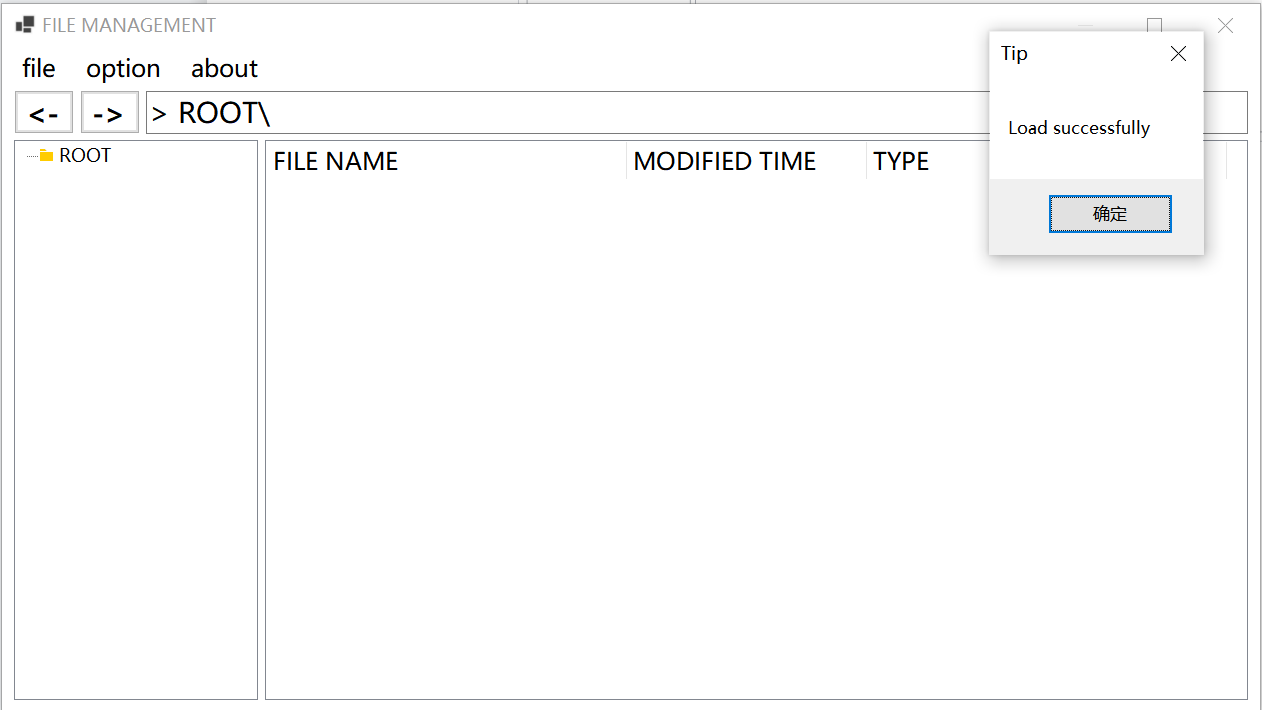 FILE MANAGEMENT
file option about
<- -> > ROOT\
ROOT
FILE NAME MODIFIED TIME TYPE
Tip
Load successfully
确定